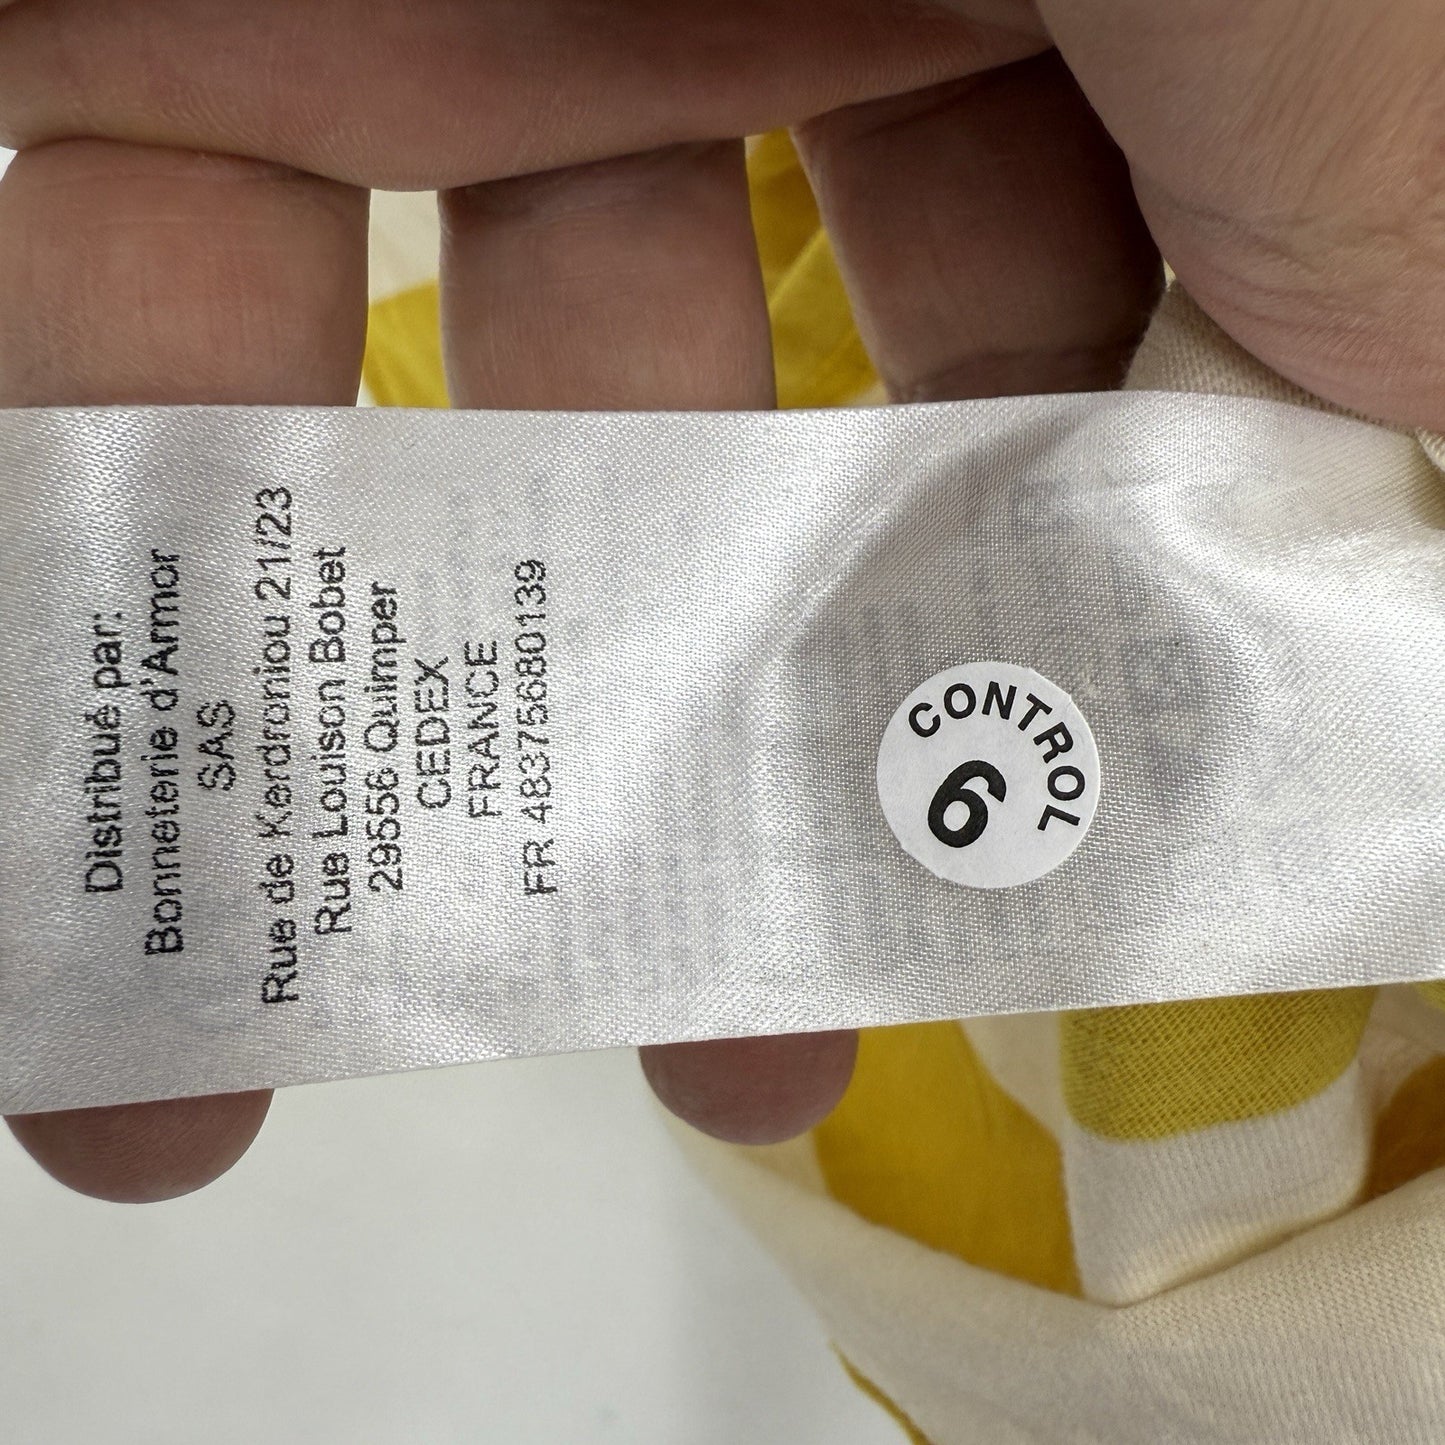 Distribué par:
Bonneterie d'Armor
SAS
Rue de Kerdroniou 21/23
Rue Louison Bobet
29556 Quimper
CEDEX
FRANCE
FR 48375680139
CONTROL
6